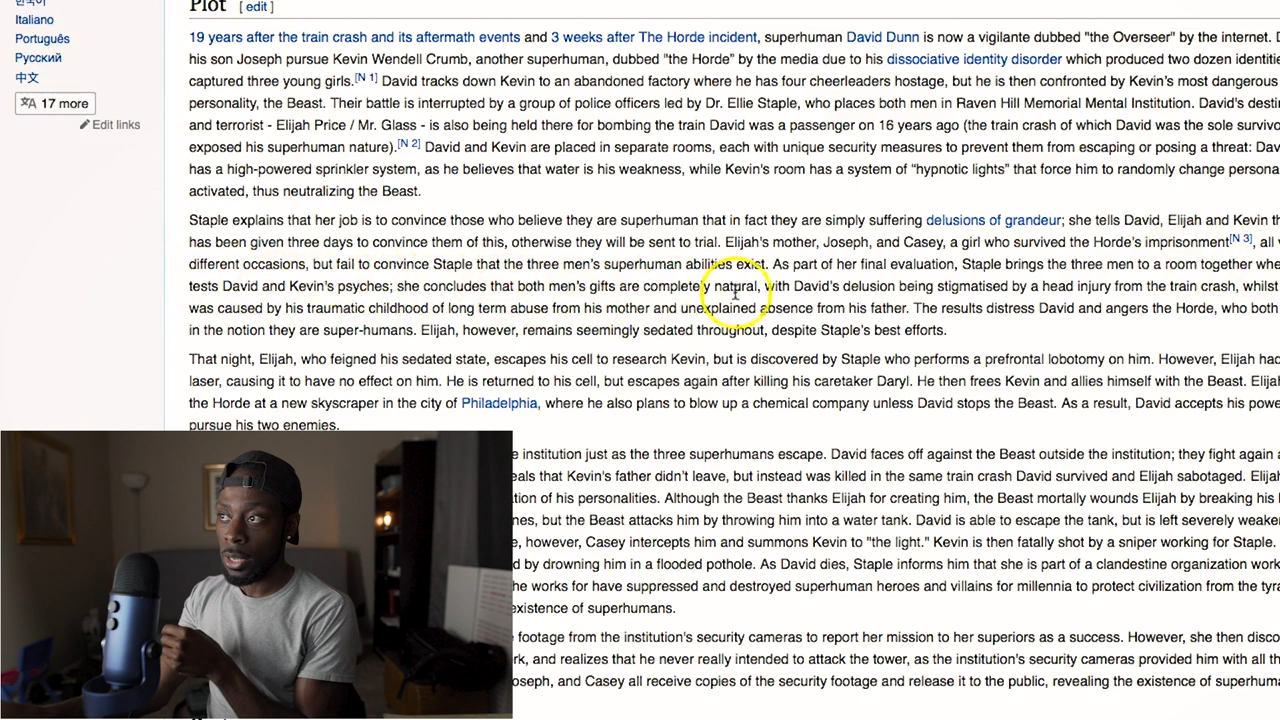 한국어
Italiano
Português
Русский
中文
17 more
Edit links
Plot [ edit ]
19 years after the train crash and its aftermath events and 3 weeks after The Horde incident, superhuman David Dunn is now a vigilante dubbed "the Overseer" by the internet.
his son Joseph pursue Kevin Wendell Crumb, another superhuman, dubbed "the Horde" by the media due to his dissociative identity disorder which produced two dozen
captured three young girls.[N 1] David tracks down Kevin to an abandoned factory where he has four cheerleaders hostage, but he is then confronted by Kevin's most dangerous
personality, the Beast. Their battle is interrupted by a group of police officers led by Dr. Ellie Staple, who places both men in Raven Hill Memorial Mental Institution. David's
and terrorist - Elijah Price / Mr. Glass - is also being held there for bombing the train David was a passenger on 16 years ago (the train crash of which David was the sole
exposed his superhuman nature).[N 2] David and Kevin are placed in separate rooms, each with unique security measures to prevent them from escaping or posing a threat:
has a high-powered sprinkler system, as he believes that water is his weakness, while Kevin's room has a system of “hypnotic lights” that force him to randomly change
activated, thus neutralizing the Beast.
Staple explains that her job is to convince those who believe they are superhuman that in fact they are simply suffering delusions of grandeur; she tells David, Elijah and Kevin
has been given three days to convince them of this, otherwise they will be sent to trial. Elijah's mother, Joseph, and Casey, a girl who survived the Horde's imprisonment[N 3], all
different occasions, but fail to convince Staple that the three men's superhuman abilities exist. As part of her final evaluation, Staple brings the three men to a room together
tests David and Kevin's psyches; she concludes that both men's gifts are completely natural, with David's delusion being stigmatised by a head injury from the train crash, whilst
was caused by his traumatic childhood of long term abuse from his mother and unexplained absence from his father. The results distress David and angers the Horde, who both
in the notion they are super-humans. Elijah, however, remains seemingly sedated throughout, despite Staple's best efforts.
That night, Elijah, who feigned his sedated state, escapes his cell to research Kevin, but is discovered by Staple who performs a prefrontal lobotomy on him. However, Elijah had
laser, causing it to have no effect on him. He is returned to his cell, but escapes again after killing his caretaker Daryl. He then frees Kevin and allies himself with the Beast.
the Horde at a new skyscraper in the city of Philadelphia, where he also plans to blow up a chemical company unless David stops the Beast. As a result, David accepts his
pursue his two enemies.
institution just as the three superhumans escape. David faces off against the Beast outside the institution; they fight again
that Kevin's father didn't leave, but instead was killed in the same train crash David survived and Elijah sabotaged.
of his personalities. Although the Beast thanks Elijah for creating him, the Beast mortally wounds Elijah by breaking his
but the Beast attacks him by throwing him into a water tank. David is able to escape the tank, but is left severely
however, Casey intercepts him and summons Kevin to "the light." Kevin is then fatally shot by a sniper working for Staple.
by drowning him in a flooded pothole. As David dies, Staple informs him that she is part of a clandestine organization
he works for have suppressed and destroyed superhuman heroes and villains for millennia to protect civilization from the
existence of superhumans.
footage from the institution's security cameras to report her mission to her superiors as a success. However, she then
and realizes that he never really intended to attack the tower, as the institution's security cameras provided him with all
and Casey all receive copies of the security footage and release it to the public, revealing the existence of